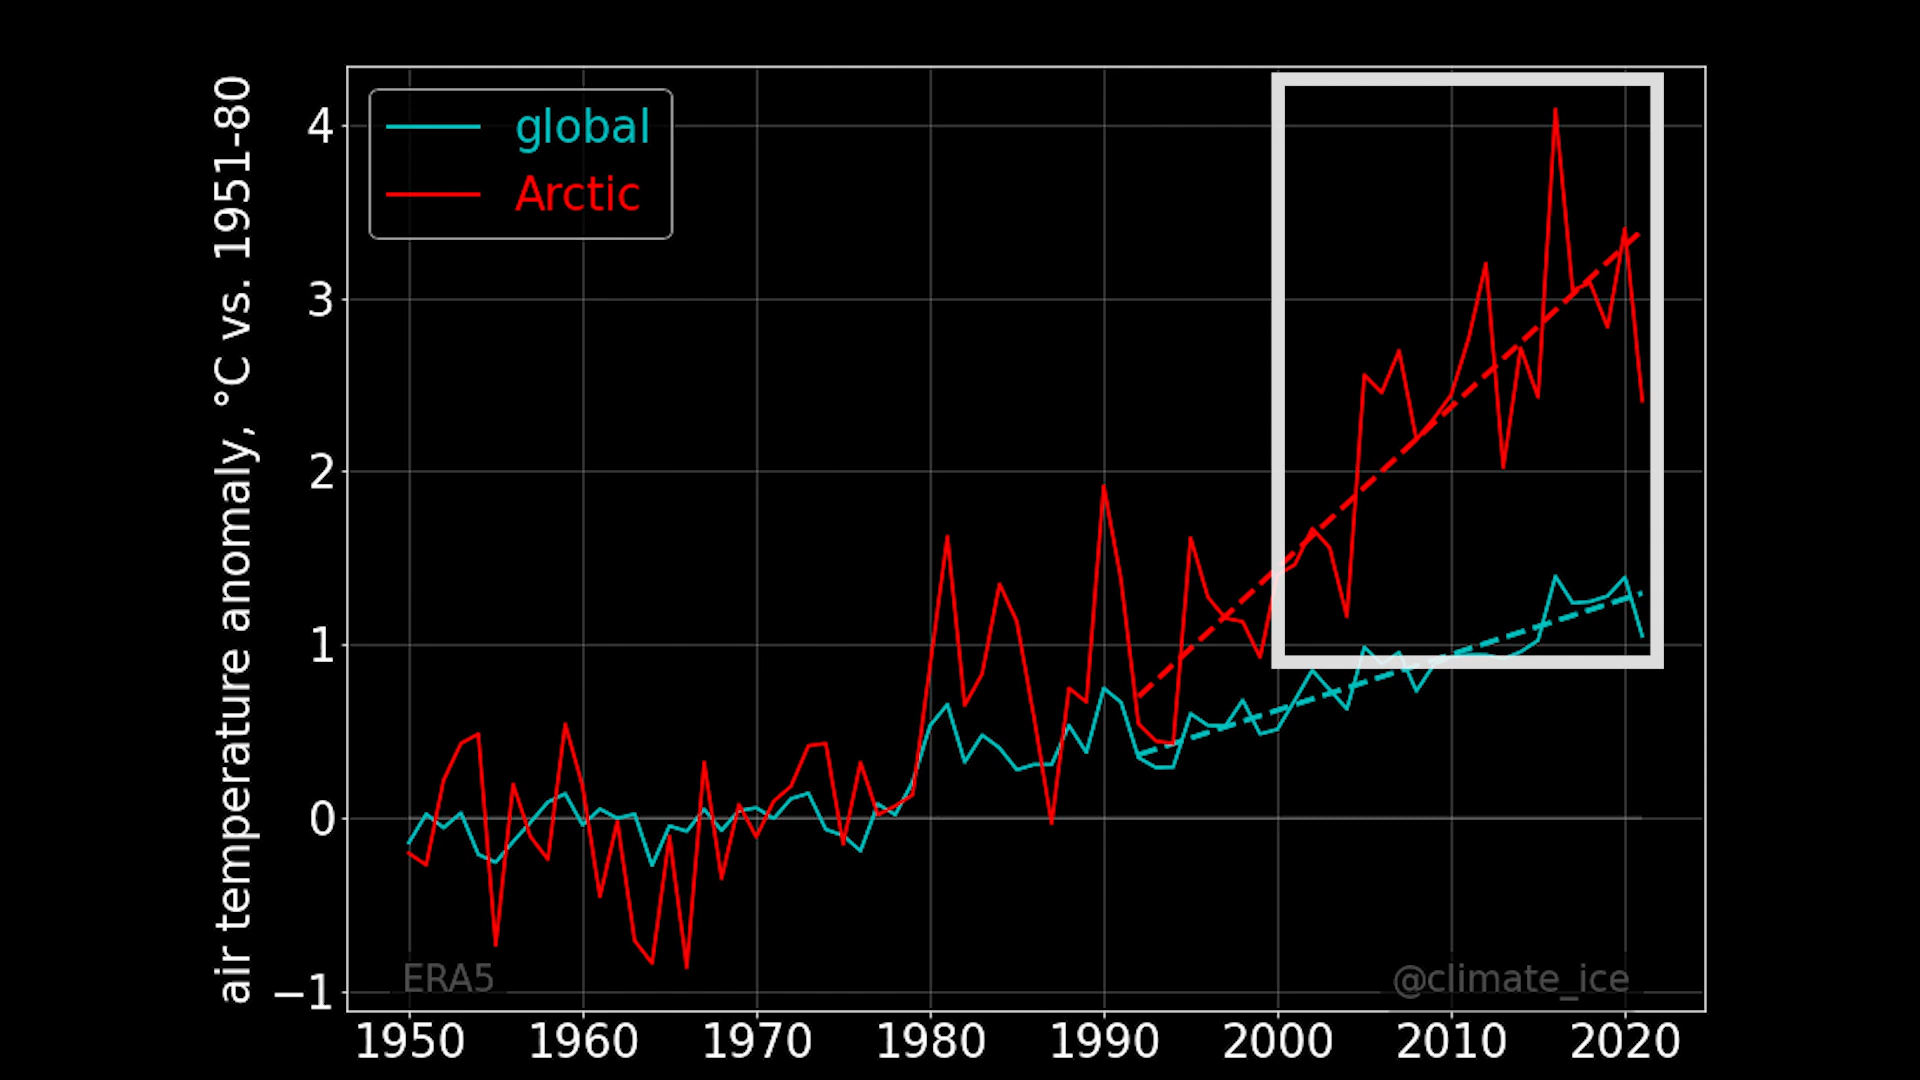 air temperature anomaly, °C vs. 1951-80
global
Arctic
4
3
2
1
0
−1
ERA5
@climate_ice
1950 1960 1970 1980 1990 2000 2010 2020